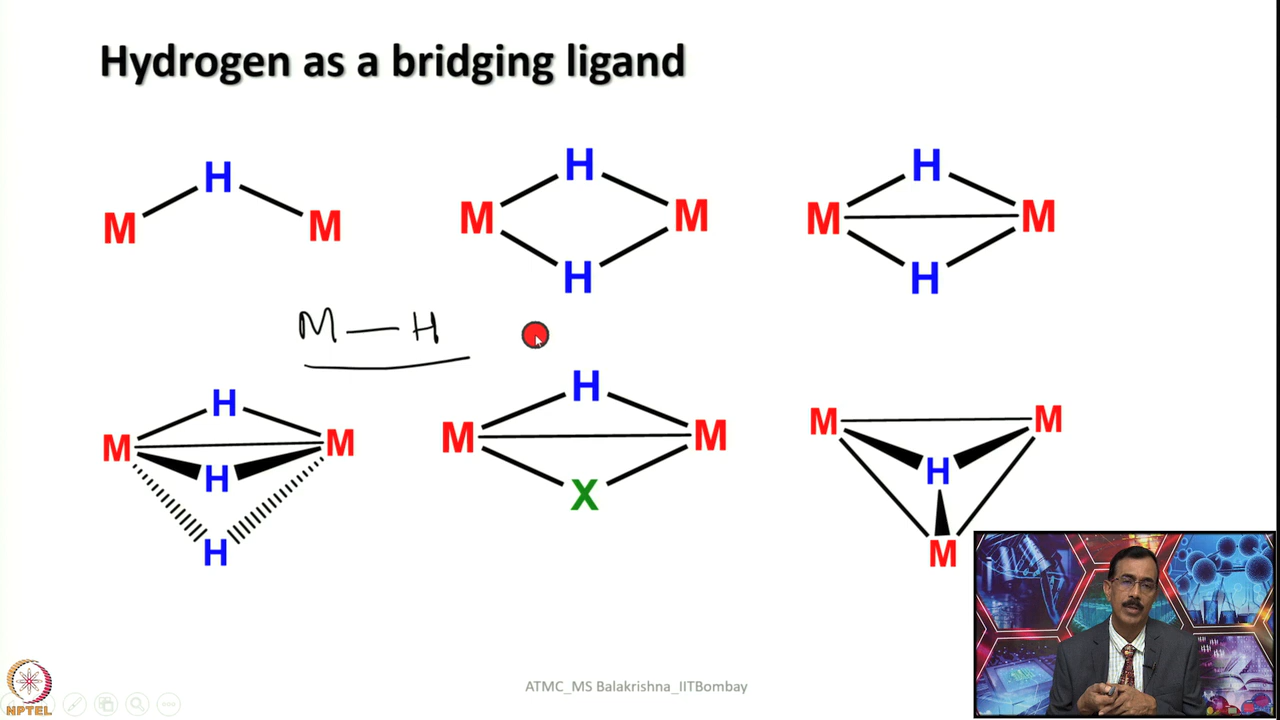 Hydrogen as a bridging ligand
H
M M
H
M M
H
H
M M
H
M — H
H
M M
H
H
H
M M
X
M M
H
M
ATMC_MS Balakrishna_IITBombay
NPTEL